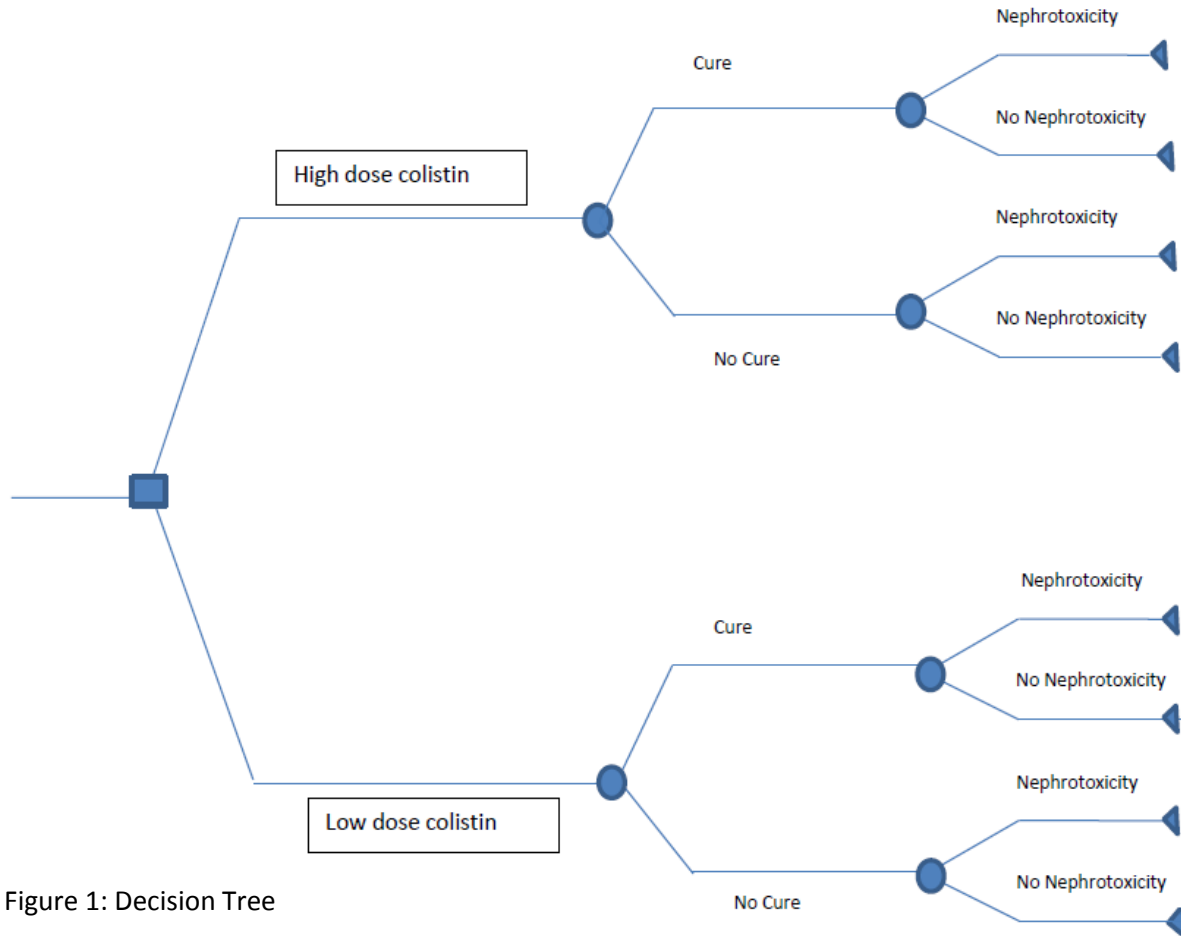 Nephrotoxicity
Cure
No Nephrotoxicity
High dose colistin
Nephrotoxicity
No Nephrotoxicity
No Cure
Nephrotoxicity
Cure
No Nephrotoxicity
Nephrotoxicity
Low dose colistin
No Nephrotoxicity
No Cure
Figure 1: Decision Tree